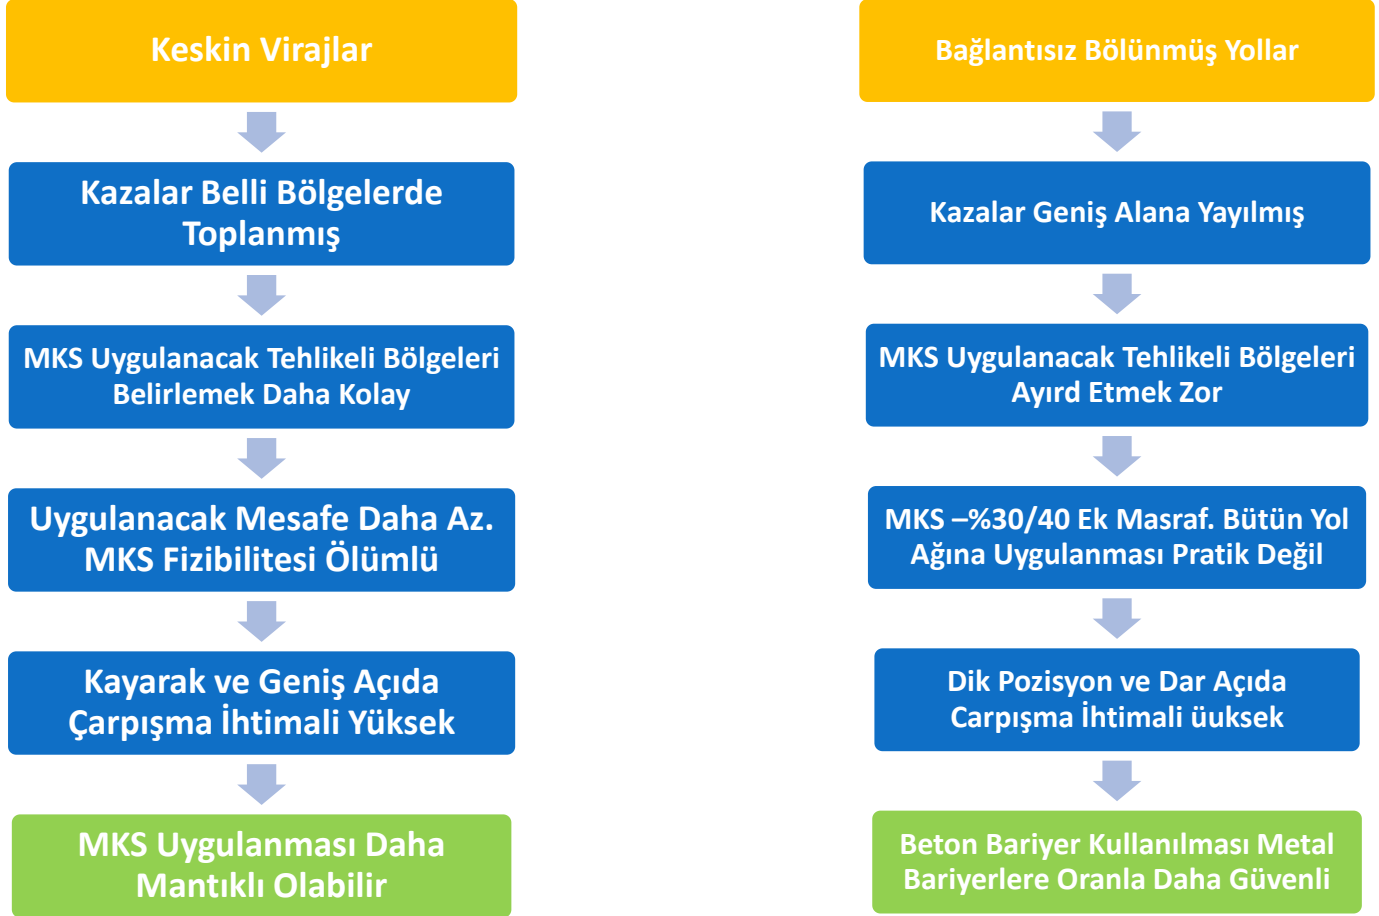 Keskin Virajlar
Kazalar Belli Bölgelerde
Toplanmış
MKS Uygulanacak Tehlikeli Bölgeleri
Belirlemek Daha Kolay
Uygulanacak Mesafe Daha Az.
MKS Fizibilitesi Ölümlü
Kayarak ve Geniş Açıda
Çarpışma İhtimali Yüksek
MKS Uygulanması Daha
Mantıklı Olabilir
Bağlantısız Bölünmüş Yollar
Kazalar Geniş Alana Yayılmış
MKS Uygulanacak Tehlikeli Bölgeleri
Ayırd Etmek Zor
MKS –%30/40 Ek Masraf. Bütün Yol
Ağına Uygulanması Pratik Değil
Dik Pozisyon ve Dar Açıda
Carpışma İhtimali üuksek
Beton Bariyer Kullanılması Metal
Bariyerlere Oranla Daha Güvenli